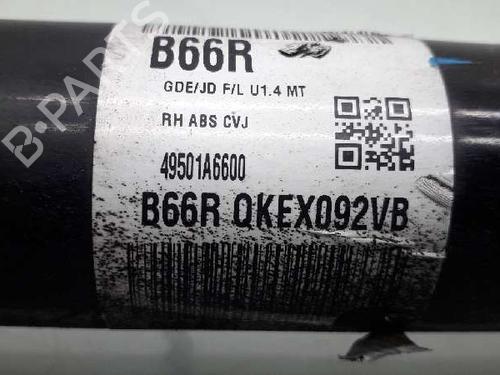 B66R
GDE/JD F/L U1.4 MT
RH ABS CVJ
49501A6600
B66R QKEX092VB
B-PARTS